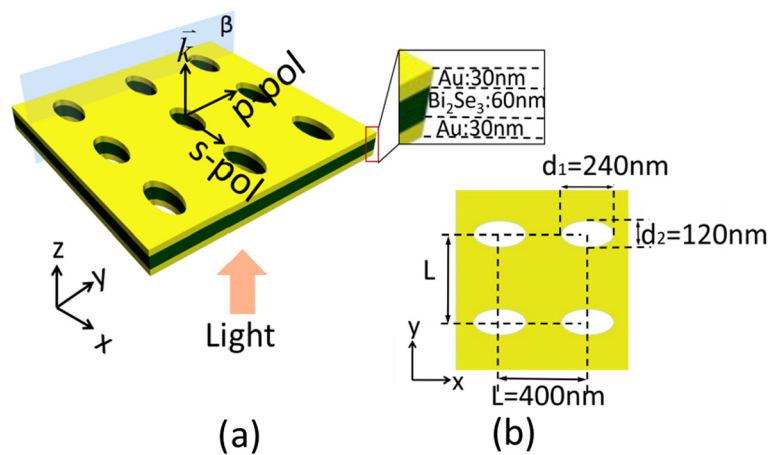 β
k
p-pol
s-pol
Au:30nm
Bi₂Se₃:60nm
Au:30nm
z
y
x
Light
(a)
d₁=240nm
d₂=120nm
L
y
x
L=400nm
(b)